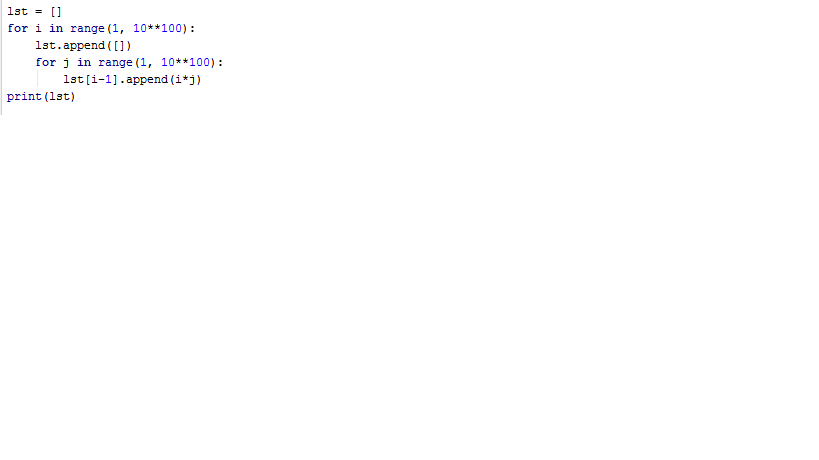 lst = []
for i in range(1, 10**100):
    lst.append([])
    for j in range(1, 10**100):
        lst[i-1].append(i*j)
print(lst)